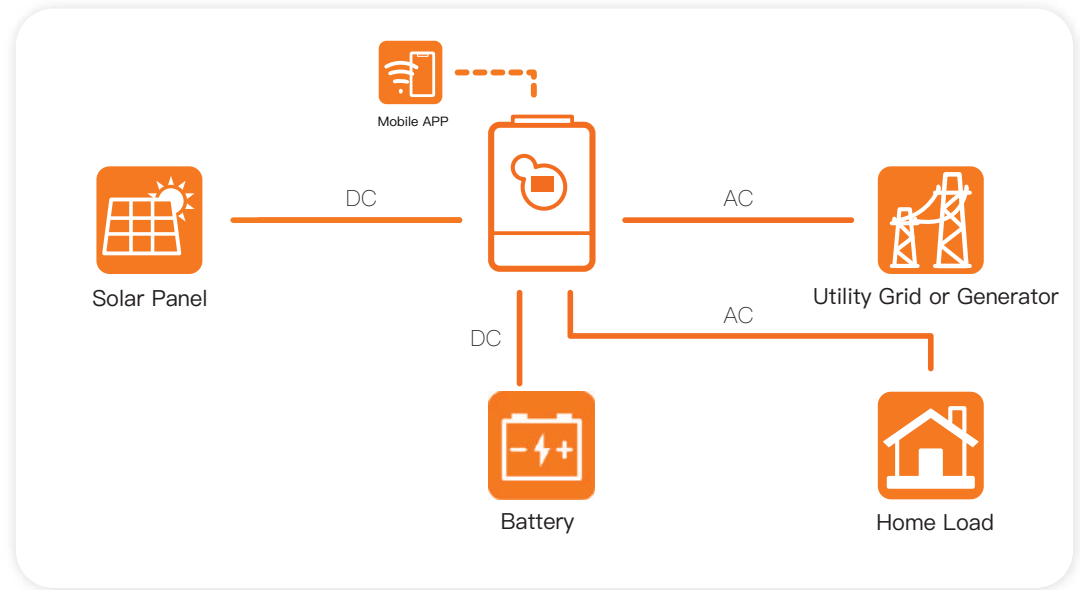 Mobile APP
DC
AC
Solar Panel
Utility Grid or Generator
DC
AC
Battery
Home Load